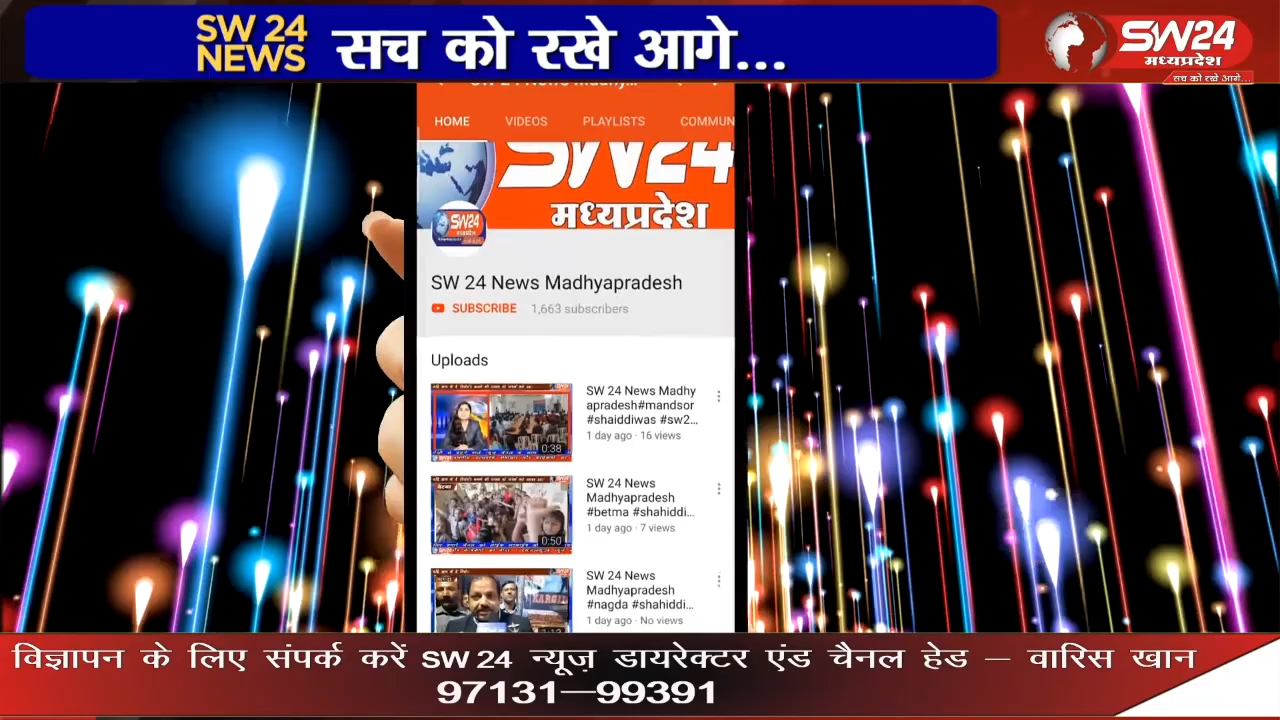 SW 24
NEWS
सच को रखे आगे...
SW24
मध्यप्रदेश
सच को रखे आगे...
HOME VIDEOS PLAYLISTS COMMUN
SW24
मध्यप्रदेश
SW24
SW 24 News Madhyapradesh
SUBSCRIBE 1,663 subscribers
Uploads
SW 24 News Madhy
apradesh#mandsor
#shaiddiwas #sw2...
1 day ago · 16 views
0:38
SW 24 News
Madhyapradesh
#betma #shahiddi...
1 day ago · 7 views
0:50
SW 24 News
Madhyapradesh
#nagda #shahiddi...
1 day ago · No views
विज्ञापन के लिए संपर्क करें SW 24 न्यूज़ डायरेक्टर एंड चैनल हेड – वारिस खान
97131–99391